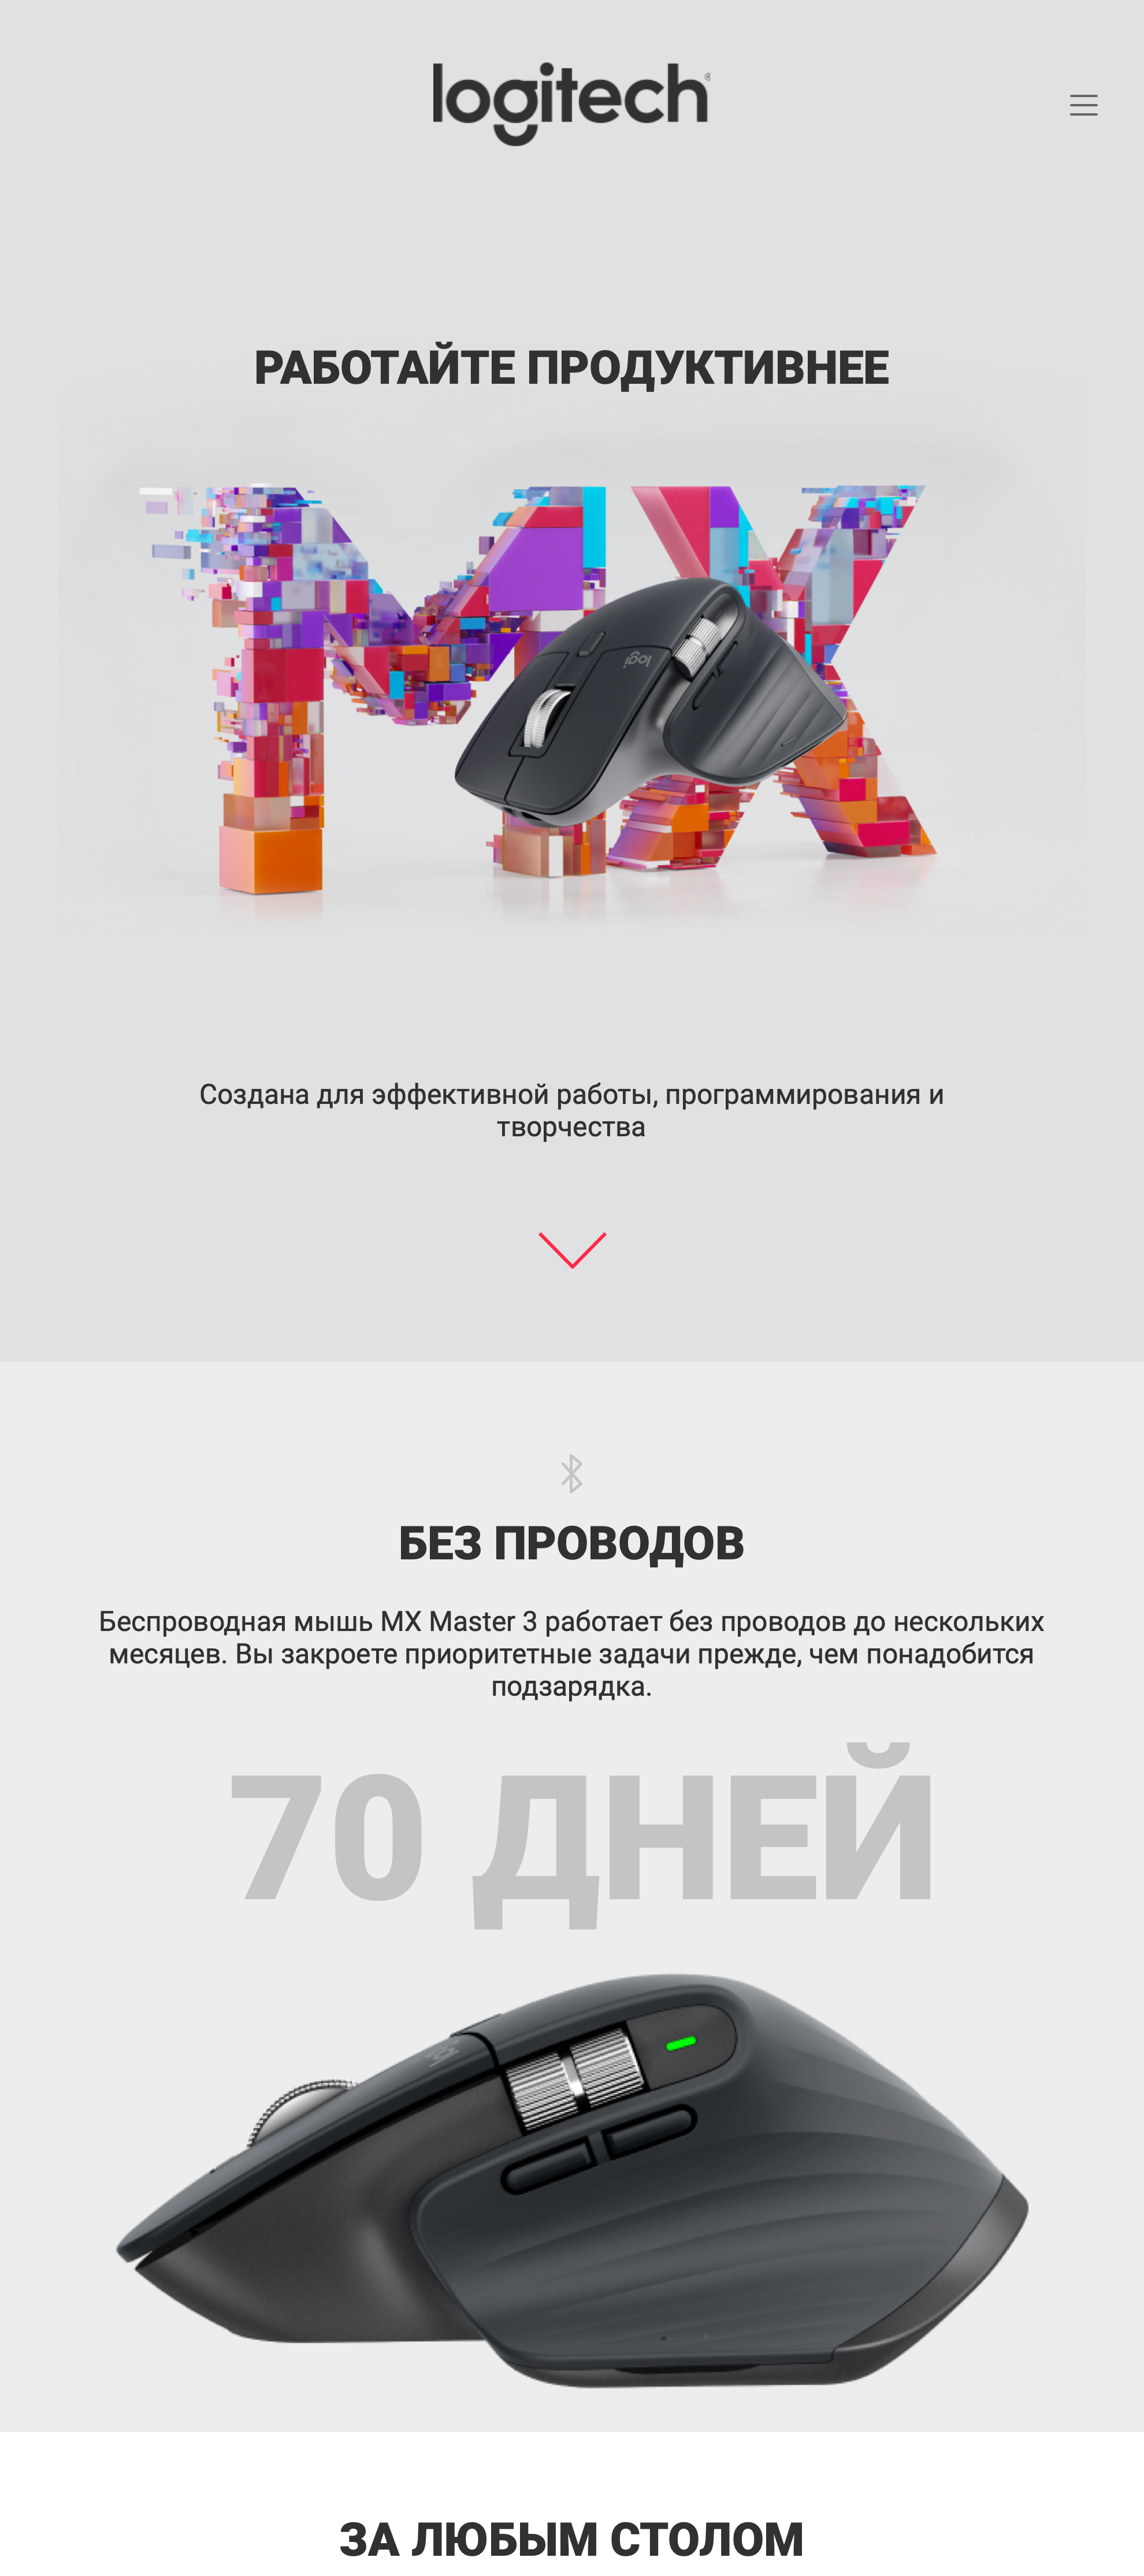 logitech
РАБОТАЙТЕ ПРОДУКТИВНЕЕ
MX
logi
Создана для эффективной работы, программирования и
творчества
БЕЗ ПРОВОДОВ
Беспроводная мышь MX Master 3 работает без проводов до нескольких
месяцев. Вы закроете приоритетные задачи прежде, чем понадобится
подзарядка.
70 ДНЕЙ
ЗА ЛЮБЫМ СТОЛОМ